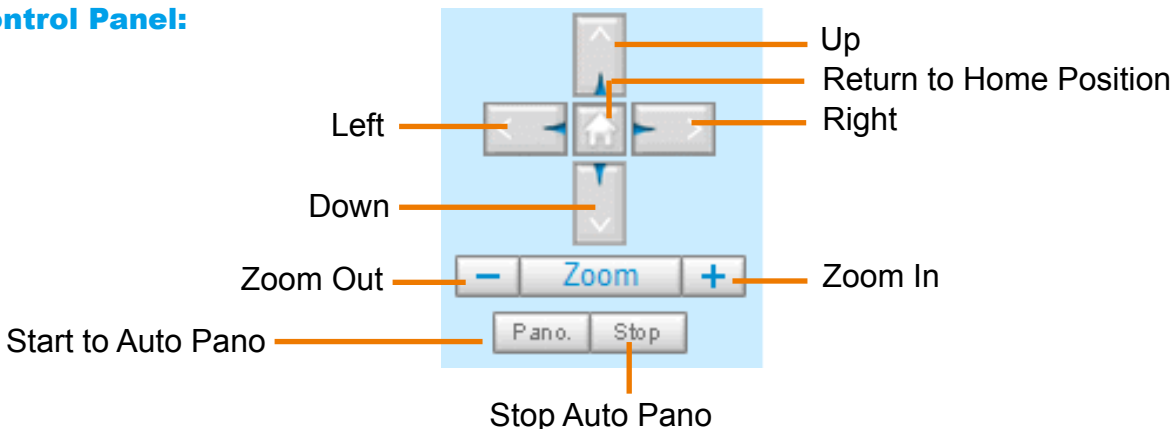 ontrol Panel:
Up
Return to Home Position
Left
Right
Down
Zoom Out
− Zoom +
Zoom In
Start to Auto Pano
Pano. Stop
Stop Auto Pano